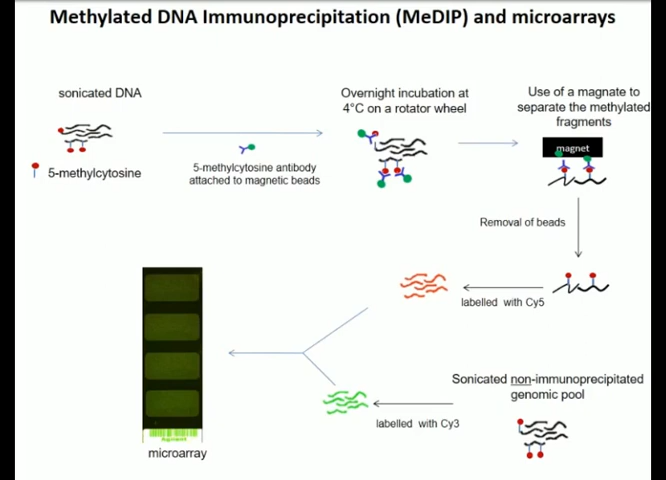 Methylated DNA Immunoprecipitation (MeDIP) and microarrays
sonicated DNA
5-methylcytosine
5-methylcytosine antibody
attached to magnetic beads
Overnight incubation at
4°C on a rotator wheel
Use of a magnate to
separate the methylated
fragments
magnet
Removal of beads
labelled with Cy5
Sonicated non-immunoprecipitated
genomic pool
labelled with Cy3
microarray